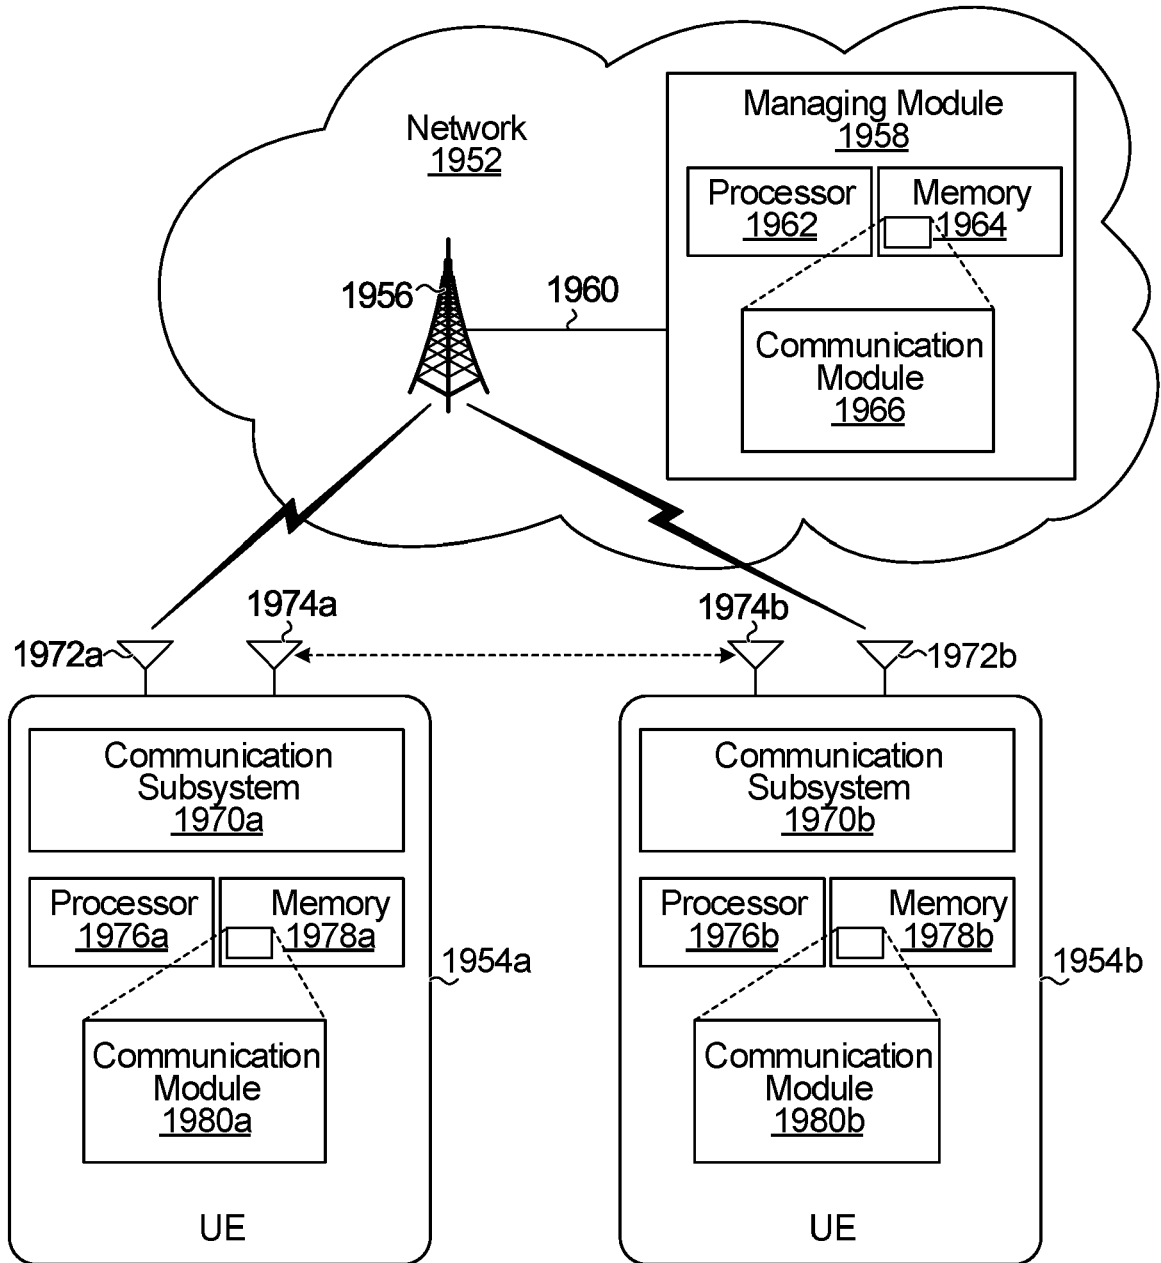 Network
1952
Managing Module
1958
Processor
1962
Memory
1964
1956
1960
Communication
Module
1966
1972a
1974a
1974b
1972b
Communication
Subsystem
1970a
Processor
1976a
Memory
1978a
1954a
Communication
Module
1980a
UE
Communication
Subsystem
1970b
Processor
1976b
Memory
1978b
1954b
Communication
Module
1980b
UE